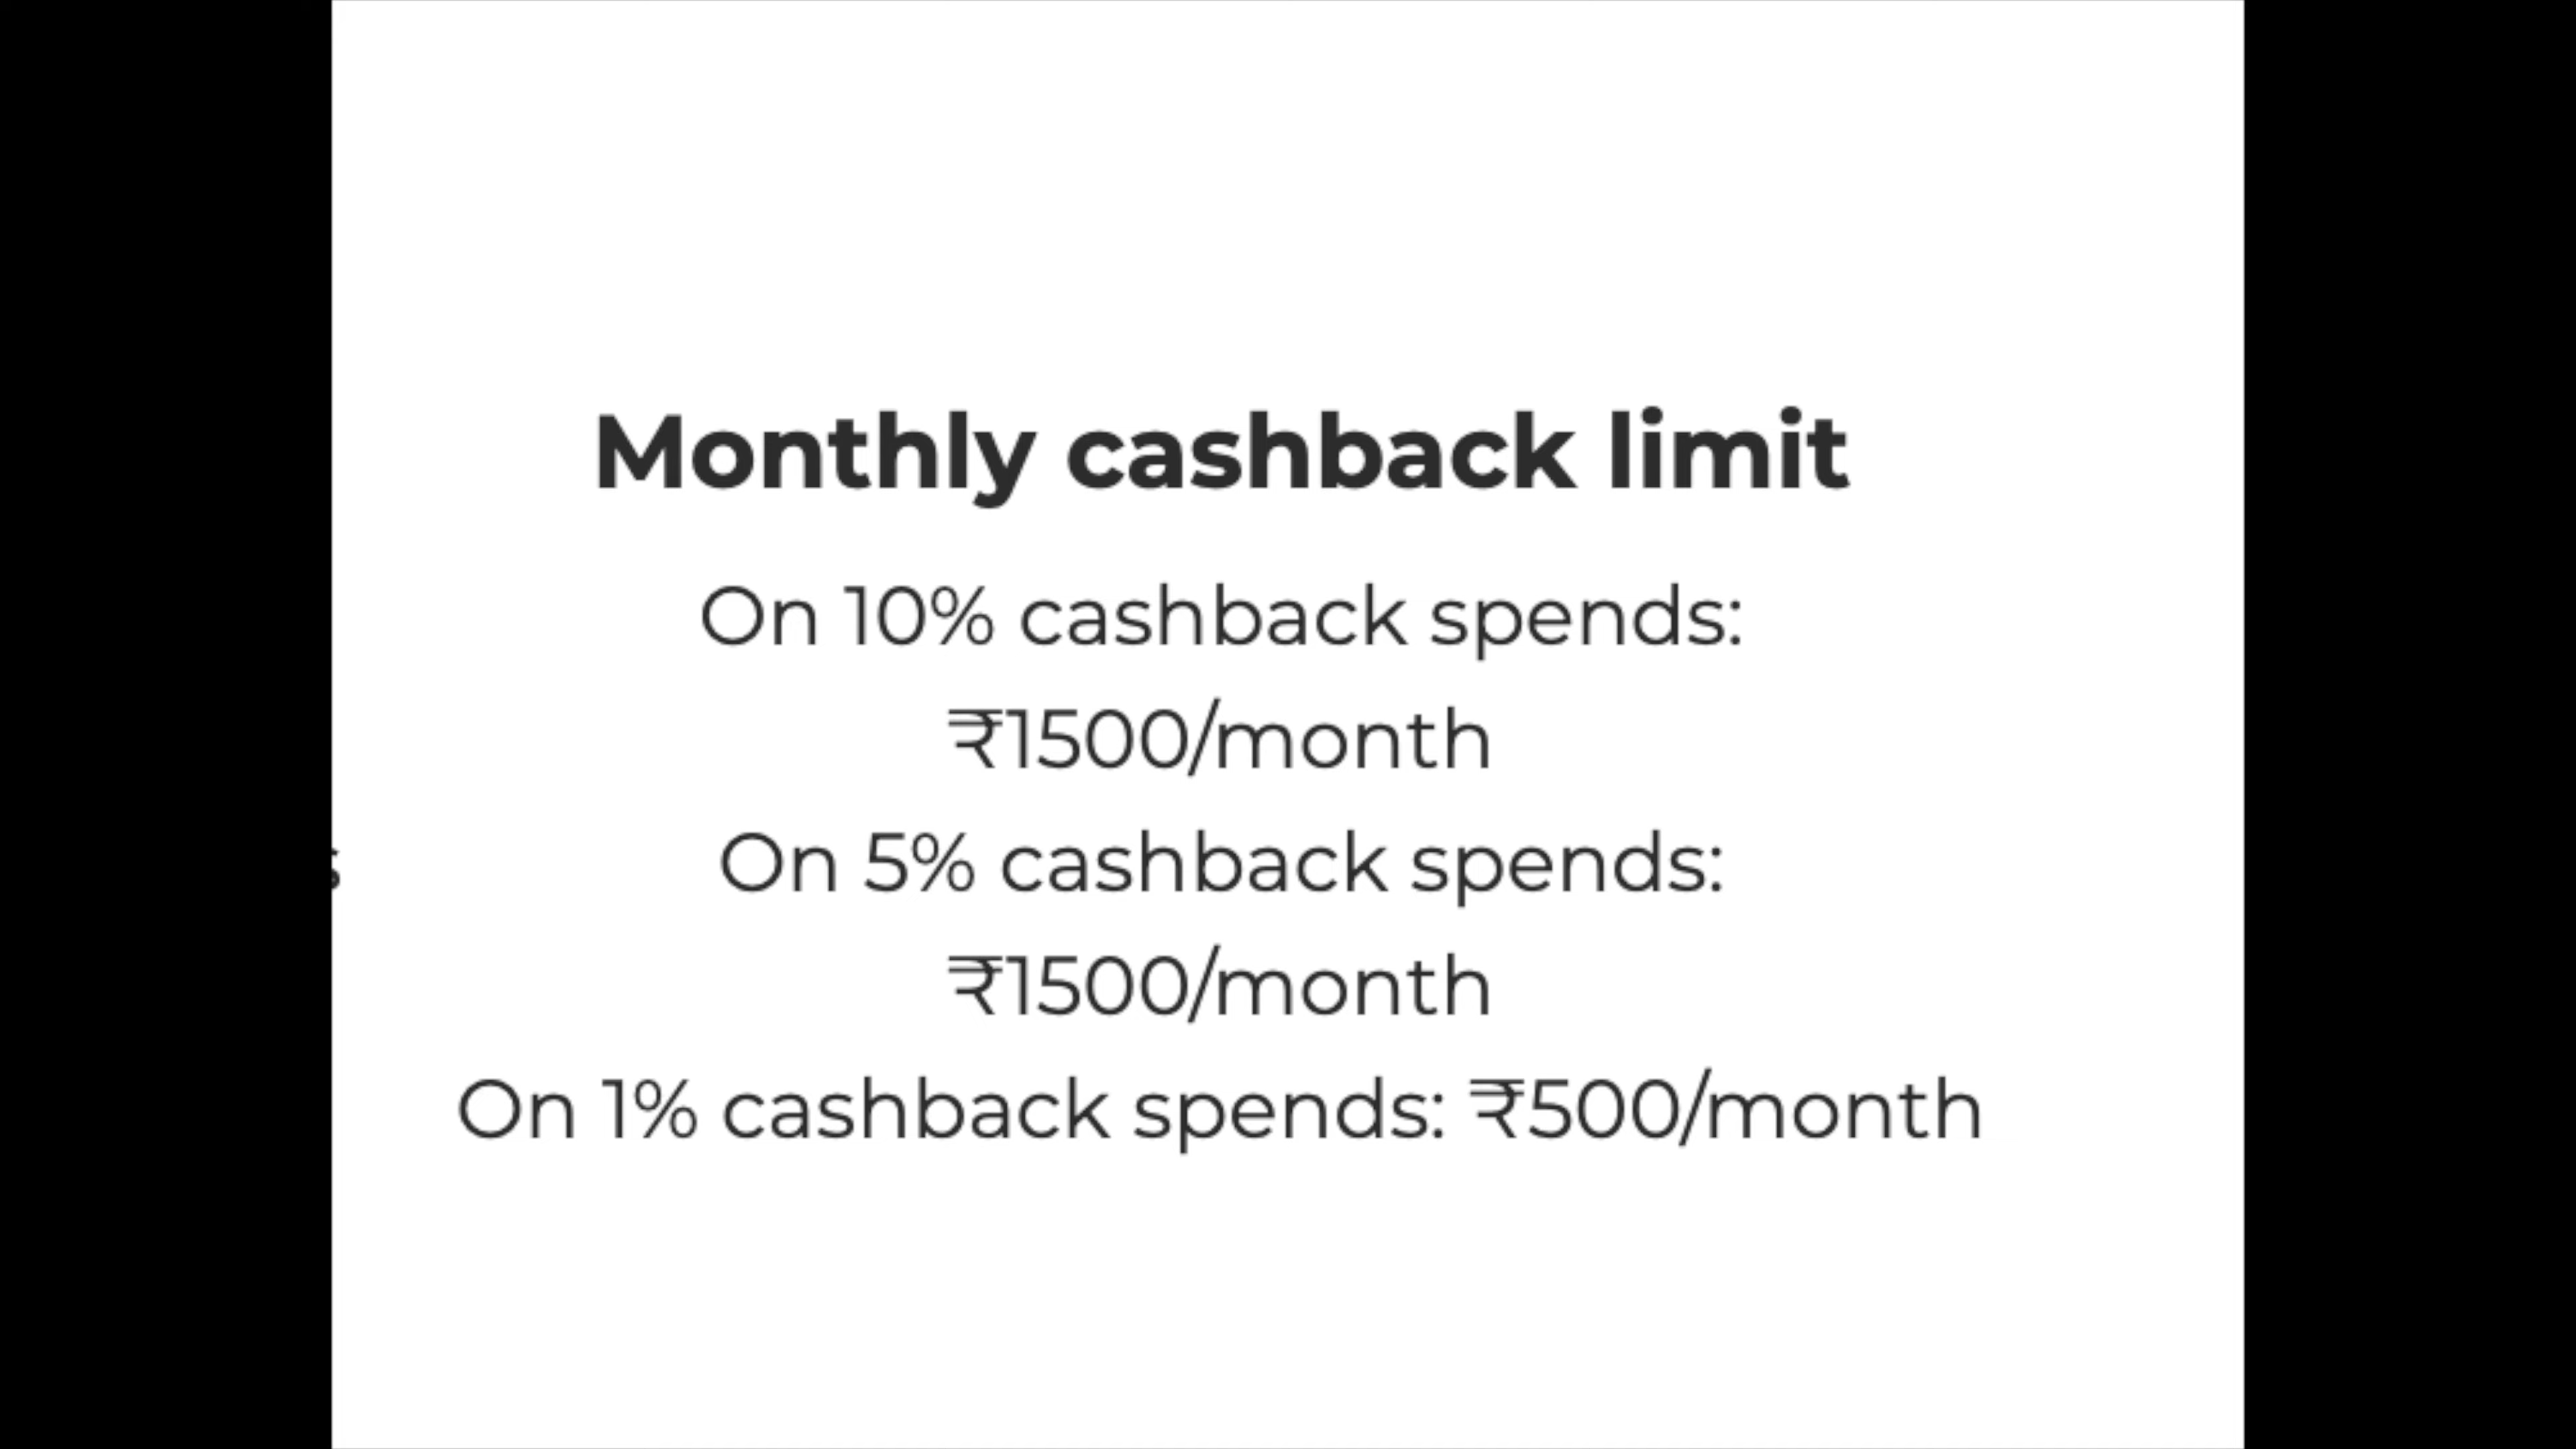 Monthly cashback limit
On 10% cashback spends:
₹1500/month
On 5% cashback spends:
₹1500/month
On 1% cashback spends: ₹500/month